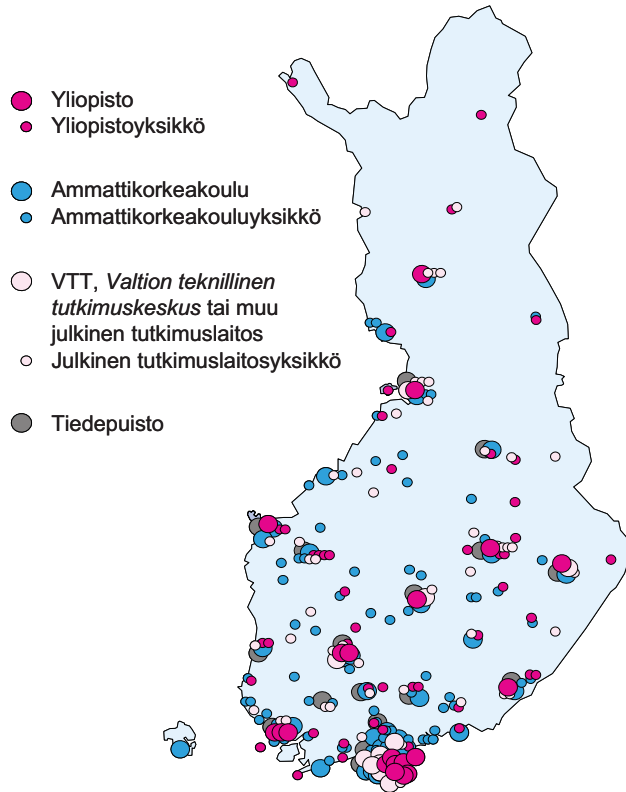 Yliopisto
Yliopistoyksikkö
Ammattikorkeakoulu
Ammattikorkeakouluyksikkö
VTT, Valtion teknillinen
tutkimuskeskus tai muu
julkinen tutkimuslaitos
Julkinen tutkimuslaitosyksikkö
Tiedepuisto